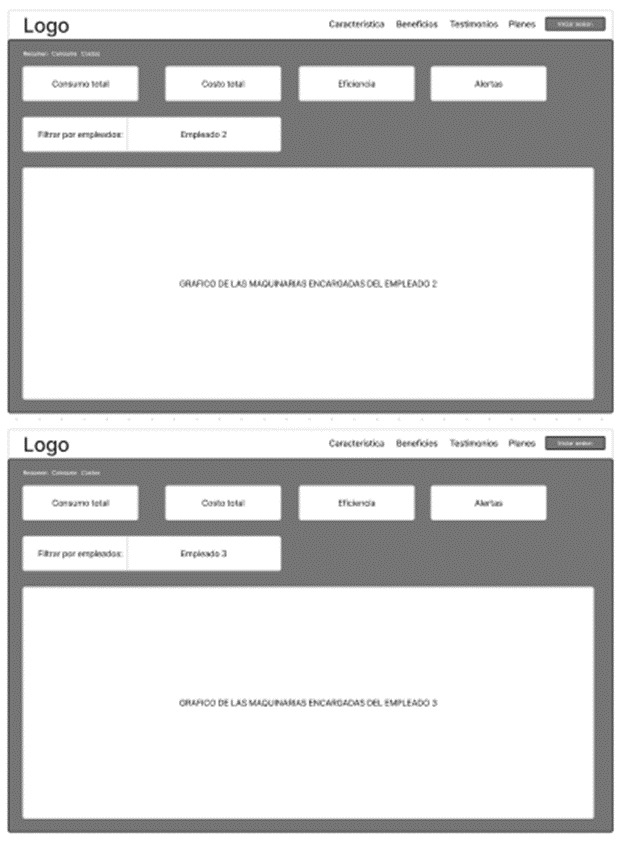 Logo Característica Beneficios Testimonios Planes Iniciar sesion
Resumen Consumo Costos
Consumo total Costo total Eficiencia Alertas
Filtrar por empleados: Empleado 2
GRAFICO DE LAS MAQUINARIAS ENCARGADAS DEL EMPLEADO 2
Logo Característica Beneficios Testimonios Planes Iniciar sesion
Resumen Consumo Costos
Consumo total Costo total Eficiencia Alertas
Filtrar por empleados: Empleado 3
GRAFICO DE LAS MAQUINARIAS ENCARGADAS DEL EMPLEADO 3